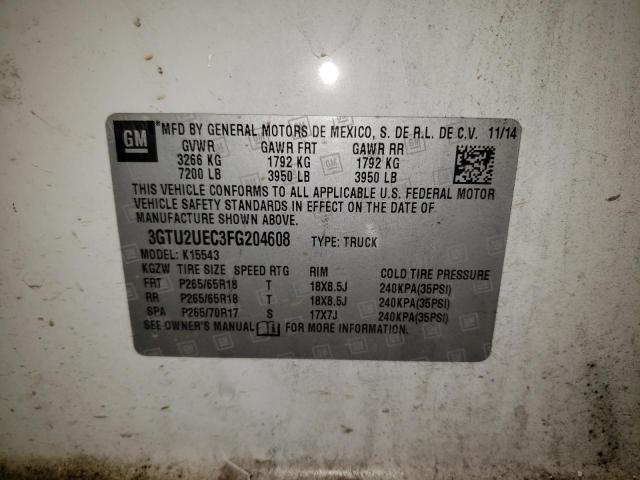 GM *MFD BY GENERAL MOTORS DE MEXICO, S. DE R.L. DE C.V. 11/14
GVWR GAWR FRT GAWR RR
3266 KG 1792 KG 1792 KG
7200 LB 3950 LB 3950 LB
THIS VEHICLE CONFORMS TO ALL APPLICABLE U.S. FEDERAL MOTOR
VEHICLE SAFETY STANDARDS IN EFFECT ON THE DATE OF
MANUFACTURE SHOWN ABOVE.
3GTU2UEC3FG204608 TYPE: TRUCK
MODEL: K15543
KGZW TIRE SIZE SPEED RTG RIM COLD TIRE PRESSURE
FRT P265/65R18 T 18X8.5J 240KPA(35PSI)
RR P265/65R18 T 18X8.5J 240KPA(35PSI)
SPA P265/70R17 S 17X7J 240KPA(35PSI)
SEE OWNER'S MANUAL FOR MORE INFORMATION.